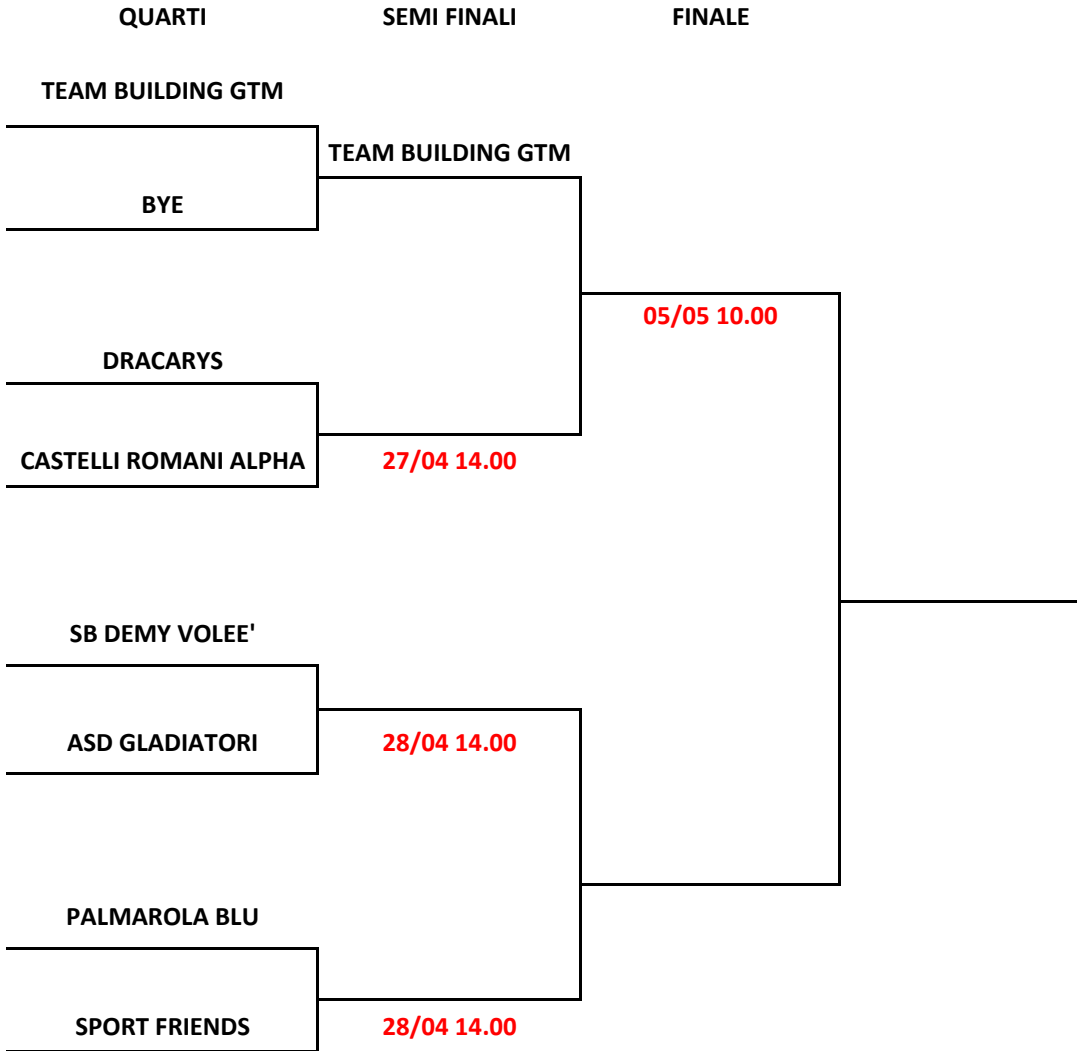 QUARTI SEMI FINALI FINALE
TEAM BUILDING GTM
TEAM BUILDING GTM
BYE
05/05 10.00
DRACARYS
CASTELLI ROMANI ALPHA 27/04 14.00
SB DEMY VOLEE'
ASD GLADIATORI 28/04 14.00
PALMAROLA BLU
SPORT FRIENDS 28/04 14.00